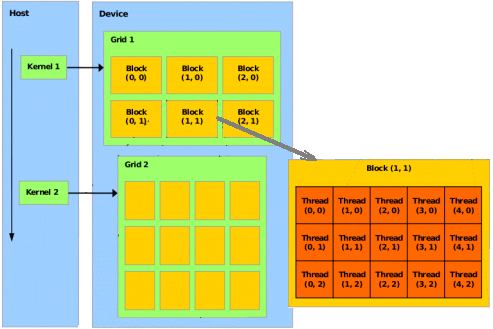 Host
Device
Grid 1
Kernel 1
Block
(0, 0)
Block
(1, 0)
Block
(2, 0)
Block
(0, 1)
Block
(1, 1)
Block
(2, 1)
Grid 2
Kernel 2
Block (1, 1)
Thread
(0, 0)
Thread
(1, 0)
Thread
(2, 0)
Thread
(3, 0)
Thread
(4, 0)
Thread
(0, 1)
Thread
(1, 1)
Thread
(2, 1)
Thread
(3, 1)
Thread
(4, 1)
Thread
(0, 2)
Thread
(1, 2)
Thread
(2, 2)
Thread
(3, 2)
Thread
(4, 2)